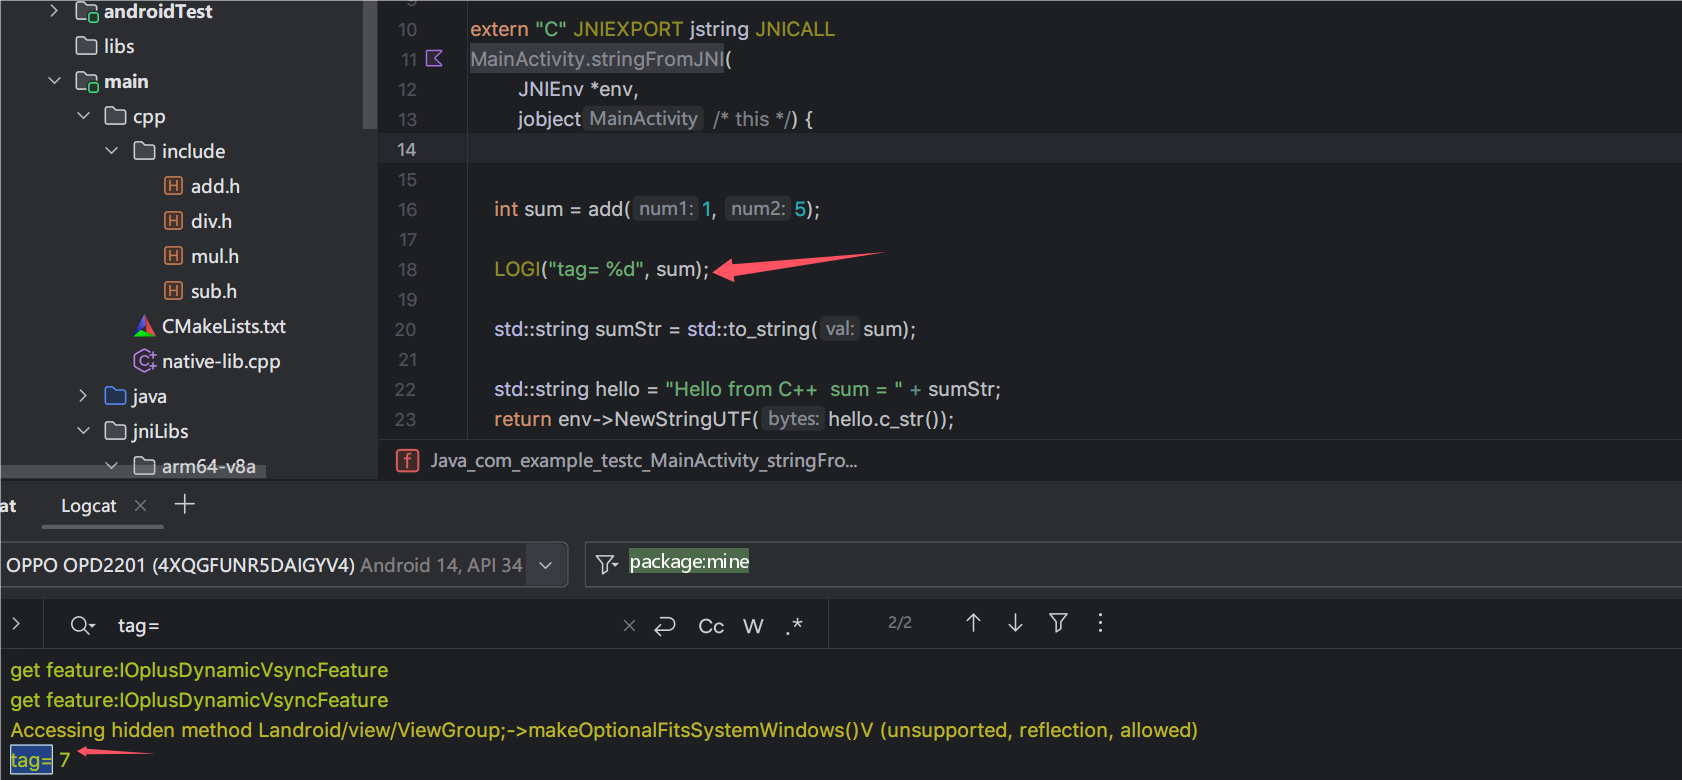 androidTest
libs
main
cpp
include
add.h
div.h
mul.h
sub.h
CMakeLists.txt
native-lib.cpp
java
jniLibs
arm64-v8a
10 extern "C" JNIEXPORT jstring JNICALL
11 MainActivity.stringFromJNI(
12 JNIEnv *env,
13 jobject MainActivity /* this */) {
14
15
16 int sum = add( num1: 1, num2: 5);
17
18 LOGI("tag= %d", sum);
19
20 std::string sumStr = std::to_string( val: sum);
21
22 std::string hello = "Hello from C++  sum = " + sumStr;
23 return env->NewStringUTF( bytes: hello.c_str());
f Java_com_example_testc_MainActivity_stringFro...
at Logcat
OPPO OPD2201 (4XQGFUNR5DAIGYV4) Android 14, API 34
package:mine
tag= Cc W .* 2/2
get feature:IOplusDynamicVsyncFeature
get feature:IOplusDynamicVsyncFeature
Accessing hidden method Landroid/view/ViewGroup;->makeOptionalFitsSystemWindows()V (unsupported, reflection, allowed)
tag= 7